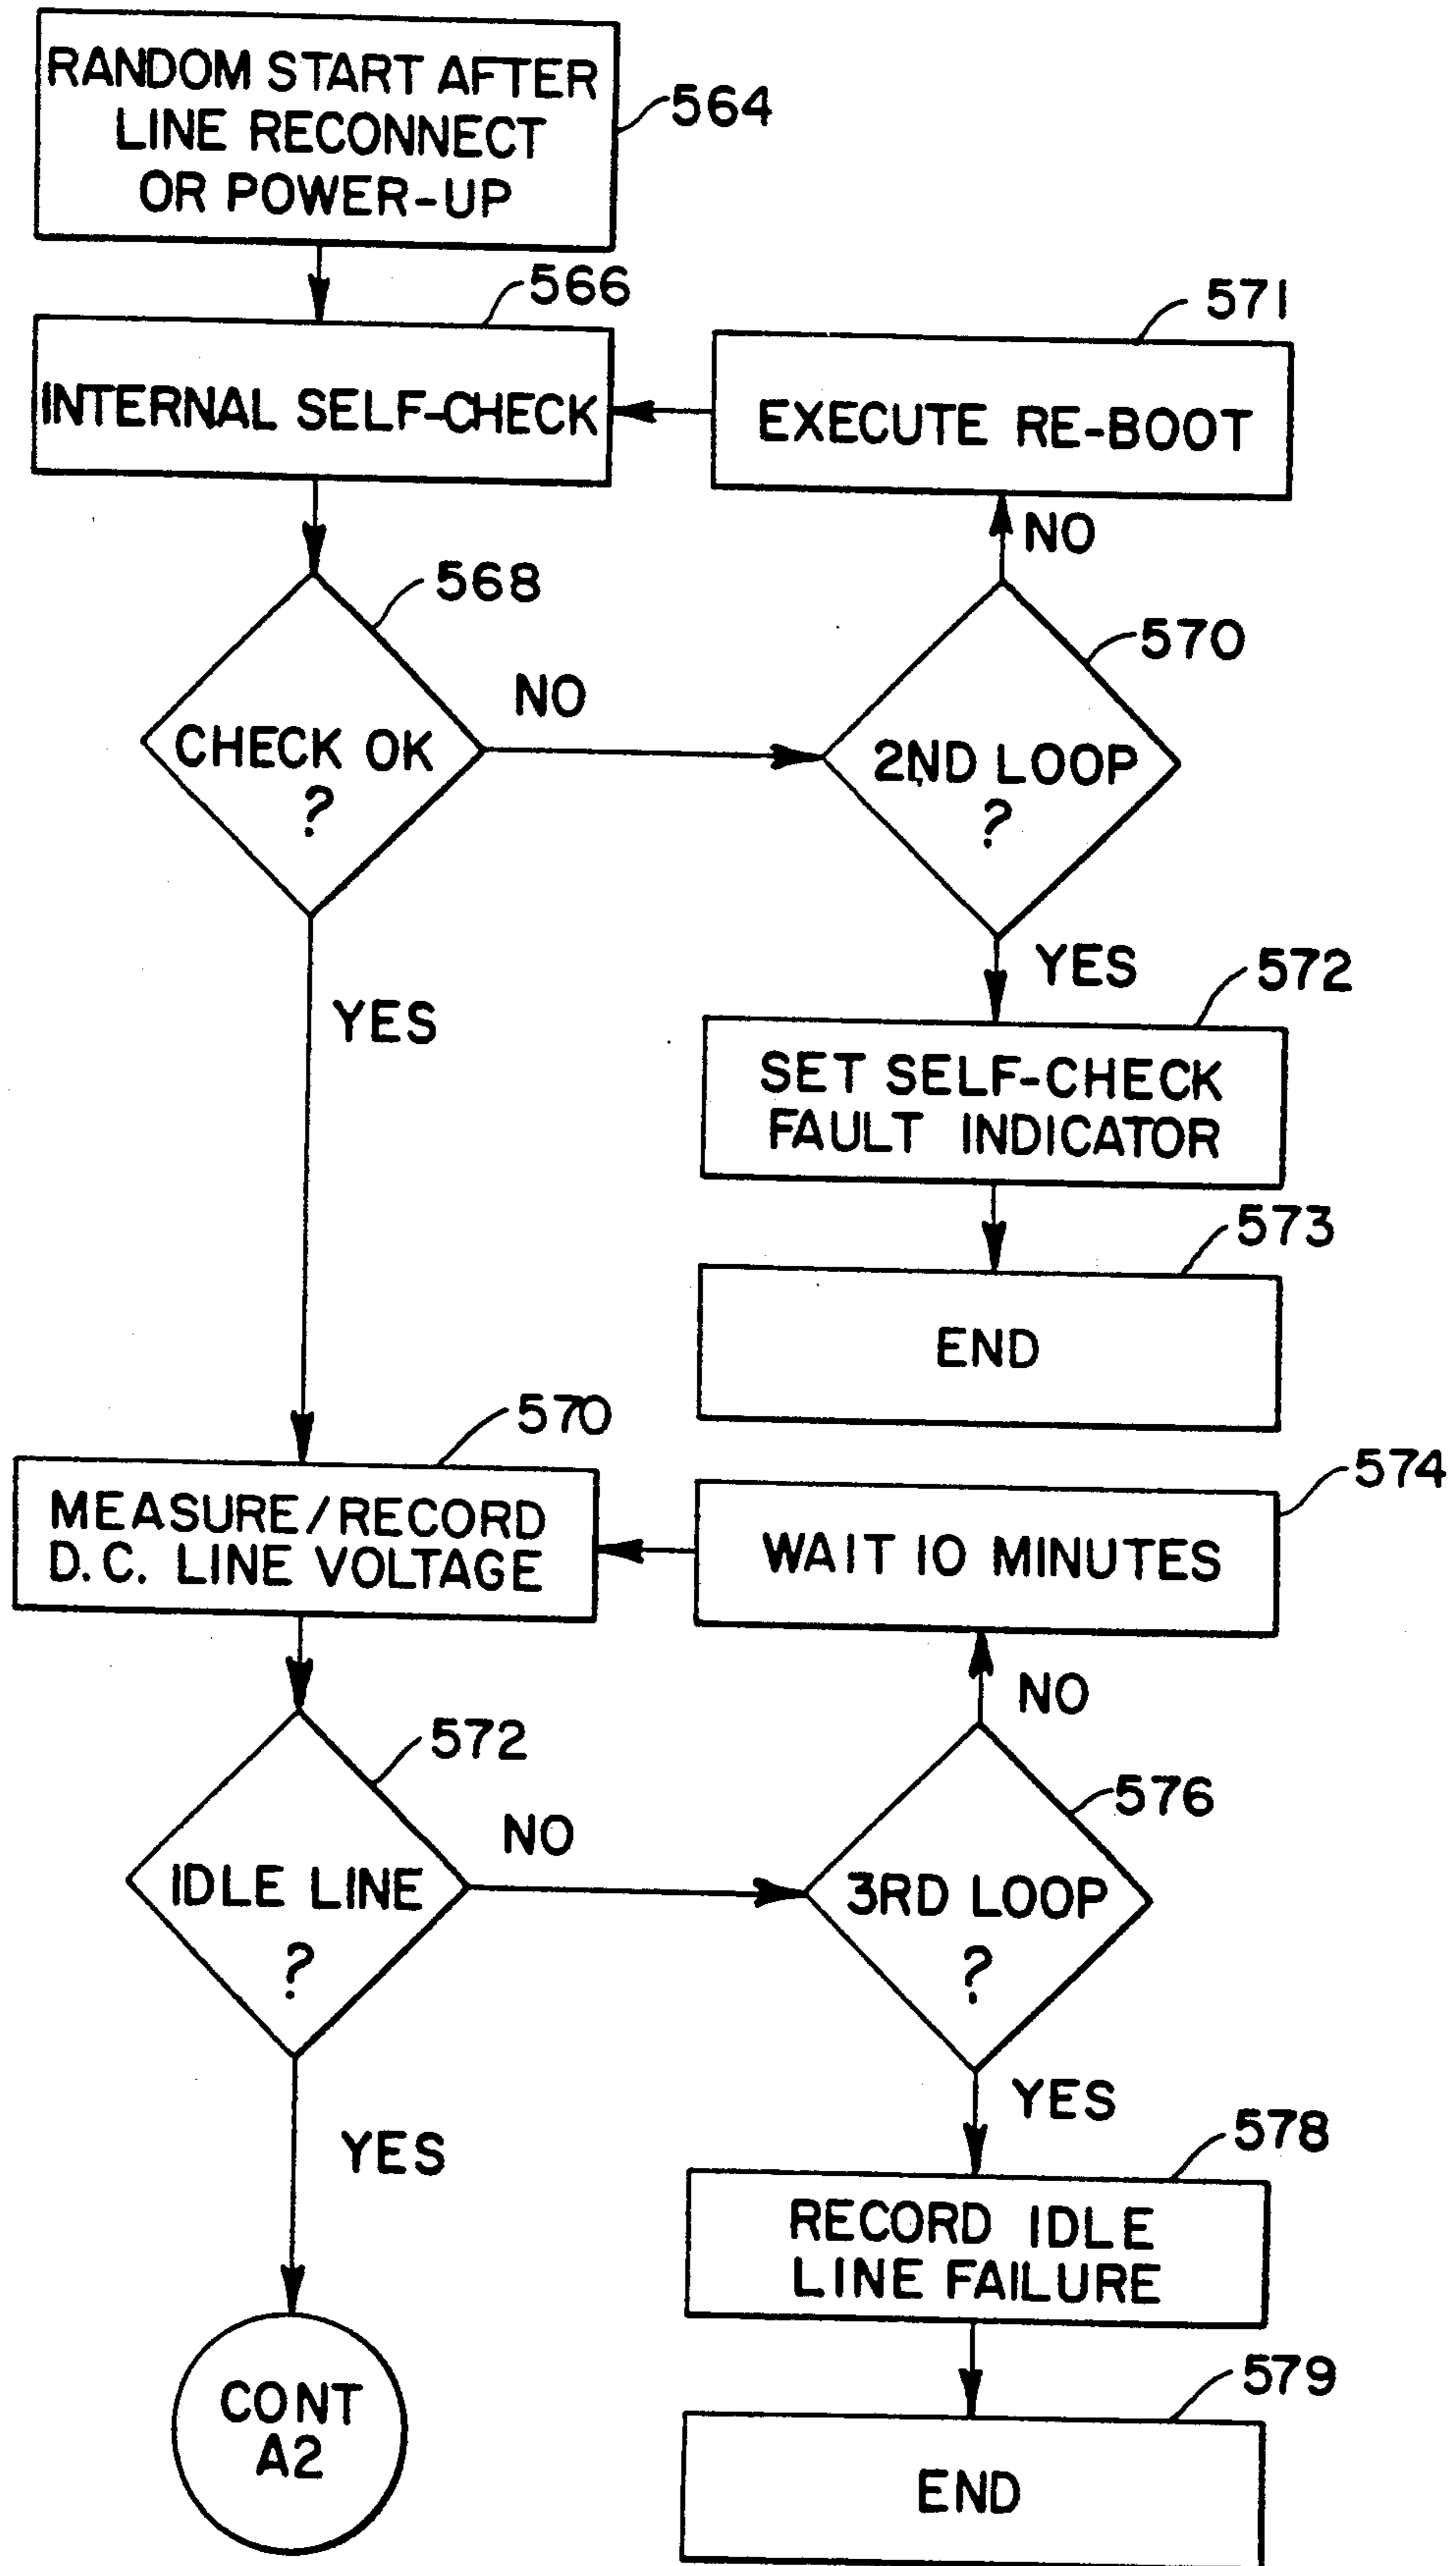 RANDOM START AFTER
LINE RECONNECT
OR POWER-UP
564
566
INTERNAL SELF-CHECK
571
EXECUTE RE-BOOT
NO
568
CHECK OK
?
NO
570
2ND LOOP
?
YES
YES
572
SET SELF-CHECK
FAULT INDICATOR
573
END
570
MEASURE/RECORD
D.C. LINE VOLTAGE
574
WAIT 10 MINUTES
NO
572
IDLE LINE
?
NO
576
3RD LOOP
?
YES
YES
578
RECORD IDLE
LINE FAILURE
CONT
A2
579
END